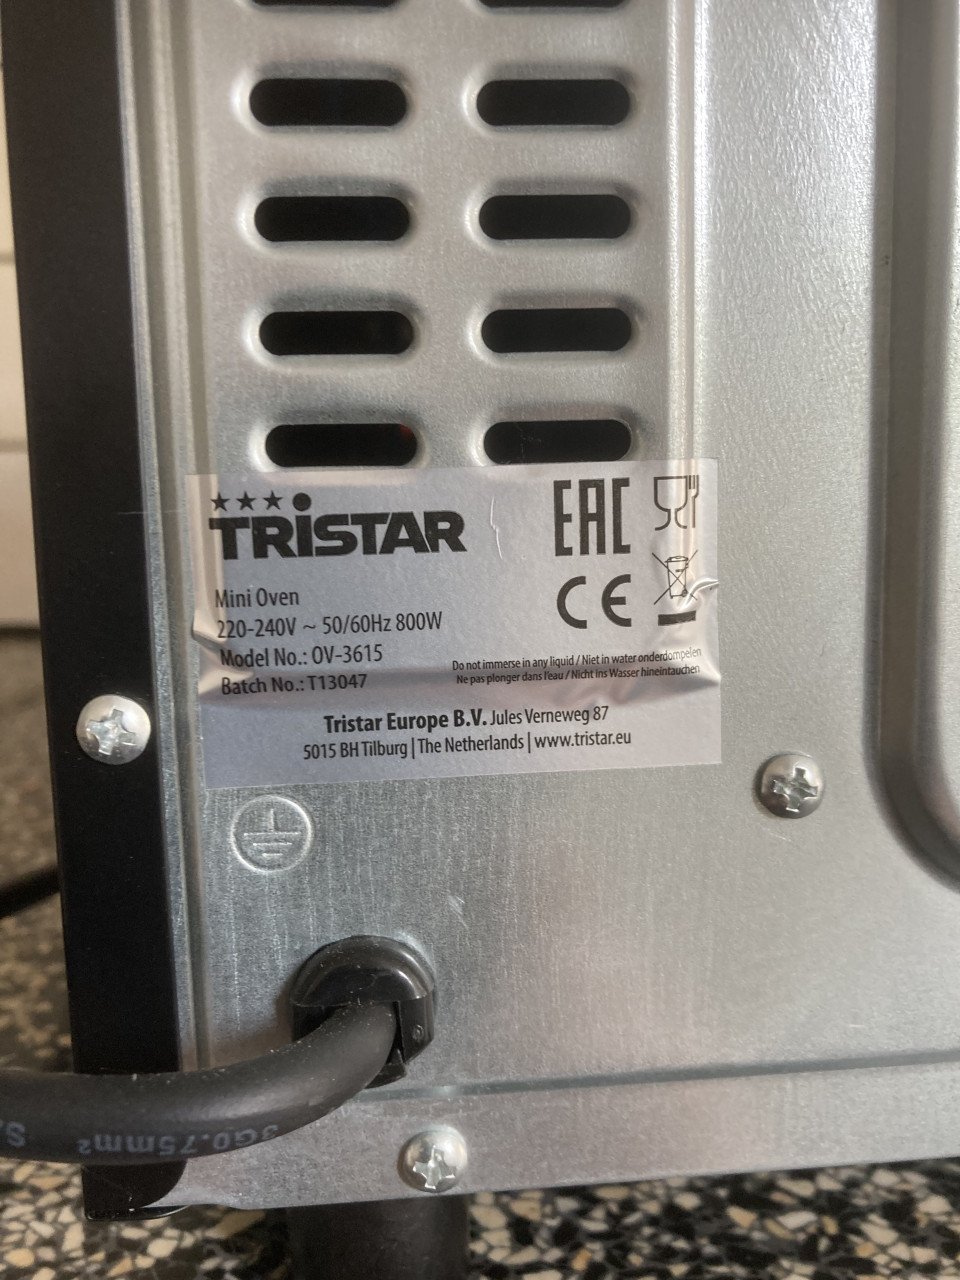 TRiSTAR
EAC
CE
Mini Oven
220-240V ~ 50/60Hz 800W
Model No.: OV-3615
Batch No.: T13047
Do not immerse in any liquid / Niet in water onderdompelen
Ne pas plonger dans l'eau / Nicht ins Wasser hineintauchen
Tristar Europe B.V. Jules Verneweg 87
5015 BH Tilburg | The Netherlands | www.tristar.eu
3G0.75mm²